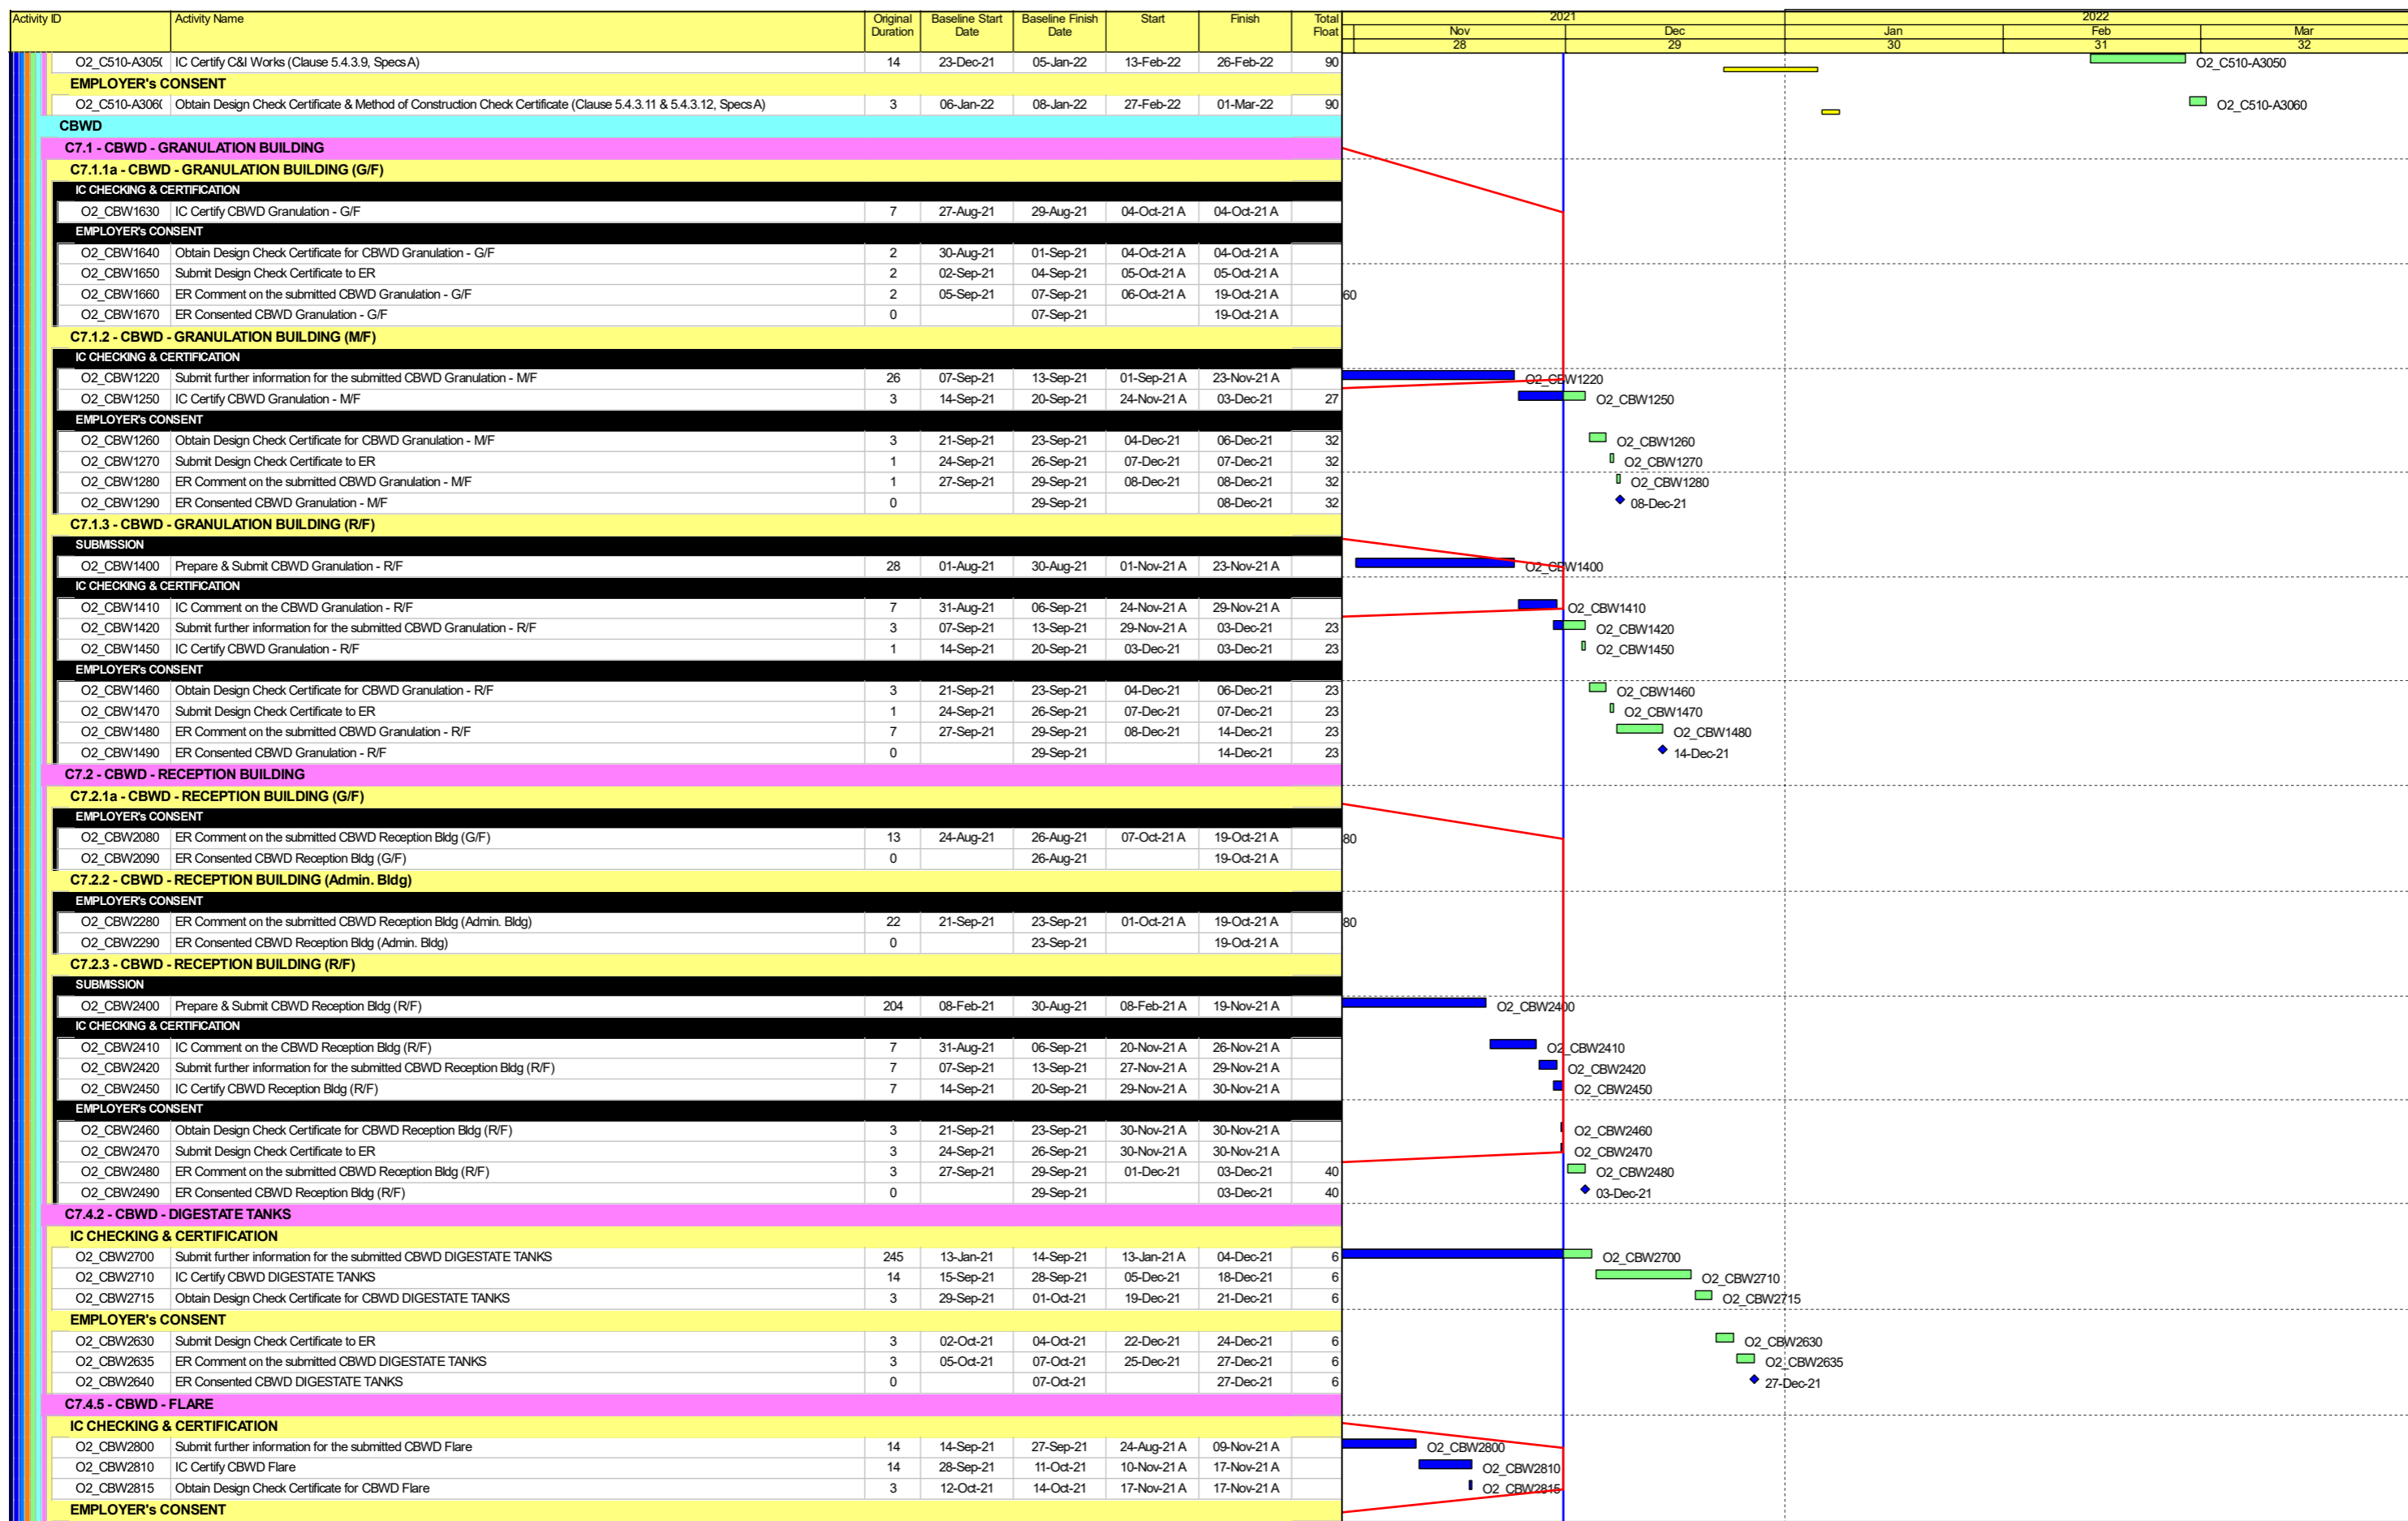 Activity ID Activity Name Original Duration Baseline Start Date Baseline Finish Date Start Finish Total Float 2021 2022
Nov Dec Jan Feb Mar
28 29 30 31 32
O2_C510-A305( IC Certify C&I Works (Clause 5.4.3.9, Specs A) 14 23-Dec-21 05-Jan-22 13-Feb-22 26-Feb-22 90 O2_C510-A3050
EMPLOYER's CONSENT
O2_C510-A306( Obtain Design Check Certificate & Method of Construction Check Certificate (Clause 5.4.3.11 & 5.4.3.12, Specs A) 3 06-Jan-22 08-Jan-22 27-Feb-22 01-Mar-22 90 O2_C510-A3060
CBWD
C7.1 - CBWD - GRANULATION BUILDING
C7.1.1a - CBWD - GRANULATION BUILDING (G/F)
IC CHECKING & CERTIFICATION
O2_CBW1630 IC Certify CBWD Granulation - G/F 7 27-Aug-21 29-Aug-21 04-Oct-21 A 04-Oct-21 A
EMPLOYER's CONSENT
O2_CBW1640 Obtain Design Check Certificate for CBWD Granulation - G/F 2 30-Aug-21 01-Sep-21 04-Oct-21 A 04-Oct-21 A
O2_CBW1650 Submit Design Check Certificate to ER 2 02-Sep-21 04-Sep-21 05-Oct-21 A 05-Oct-21 A
O2_CBW1660 ER Comment on the submitted CBWD Granulation - G/F 2 05-Sep-21 07-Sep-21 06-Oct-21 A 19-Oct-21 A 60
O2_CBW1670 ER Consented CBWD Granulation - G/F 0 07-Sep-21 19-Oct-21 A
C7.1.2 - CBWD - GRANULATION BUILDING (M/F)
IC CHECKING & CERTIFICATION
O2_CBW1220 Submit further information for the submitted CBWD Granulation - M/F 26 07-Sep-21 13-Sep-21 01-Sep-21 A 23-Nov-21 A O2_CBW1220
O2_CBW1250 IC Certify CBWD Granulation - M/F 3 14-Sep-21 20-Sep-21 24-Nov-21 A 03-Dec-21 27 O2_CBW1250
EMPLOYER's CONSENT
O2_CBW1260 Obtain Design Check Certificate for CBWD Granulation - M/F 3 21-Sep-21 23-Sep-21 04-Dec-21 06-Dec-21 32 O2_CBW1260
O2_CBW1270 Submit Design Check Certificate to ER 1 24-Sep-21 26-Sep-21 07-Dec-21 07-Dec-21 32 O2_CBW1270
O2_CBW1280 ER Comment on the submitted CBWD Granulation - M/F 1 27-Sep-21 29-Sep-21 08-Dec-21 08-Dec-21 32 O2_CBW1280
O2_CBW1290 ER Consented CBWD Granulation - M/F 0 29-Sep-21 08-Dec-21 32 08-Dec-21
C7.1.3 - CBWD - GRANULATION BUILDING (R/F)
SUBMISSION
O2_CBW1400 Prepare & Submit CBWD Granulation - R/F 28 01-Aug-21 30-Aug-21 01-Nov-21 A 23-Nov-21 A O2_CBW1400
IC CHECKING & CERTIFICATION
O2_CBW1410 IC Comment on the CBWD Granulation - R/F 7 31-Aug-21 06-Sep-21 24-Nov-21 A 29-Nov-21 A O2_CBW1410
O2_CBW1420 Submit further information for the submitted CBWD Granulation - R/F 3 07-Sep-21 13-Sep-21 29-Nov-21 A 03-Dec-21 23 O2_CBW1420
O2_CBW1450 IC Certify CBWD Granulation - R/F 1 14-Sep-21 20-Sep-21 03-Dec-21 03-Dec-21 23 O2_CBW1450
EMPLOYER's CONSENT
O2_CBW1460 Obtain Design Check Certificate for CBWD Granulation - R/F 3 21-Sep-21 23-Sep-21 04-Dec-21 06-Dec-21 23 O2_CBW1460
O2_CBW1470 Submit Design Check Certificate to ER 1 24-Sep-21 26-Sep-21 07-Dec-21 07-Dec-21 23 O2_CBW1470
O2_CBW1480 ER Comment on the submitted CBWD Granulation - R/F 7 27-Sep-21 29-Sep-21 08-Dec-21 14-Dec-21 23 O2_CBW1480
O2_CBW1490 ER Consented CBWD Granulation - R/F 0 29-Sep-21 14-Dec-21 23 14-Dec-21
C7.2 - CBWD - RECEPTION BUILDING
C7.2.1a - CBWD - RECEPTION BUILDING (G/F)
EMPLOYER's CONSENT
O2_CBW2080 ER Comment on the submitted CBWD Reception Bldg (G/F) 13 24-Aug-21 26-Aug-21 07-Oct-21 A 19-Oct-21 A 80
O2_CBW2090 ER Consented CBWD Reception Bldg (G/F) 0 26-Aug-21 19-Oct-21 A
C7.2.2 - CBWD - RECEPTION BUILDING (Admin. Bldg)
EMPLOYER's CONSENT
O2_CBW2280 ER Comment on the submitted CBWD Reception Bldg (Admin. Bldg) 22 21-Sep-21 23-Sep-21 01-Oct-21 A 19-Oct-21 A 80
O2_CBW2290 ER Consented CBWD Reception Bldg (Admin. Bldg) 0 23-Sep-21 19-Oct-21 A
C7.2.3 - CBWD - RECEPTION BUILDING (R/F)
SUBMISSION
O2_CBW2400 Prepare & Submit CBWD Reception Bldg (R/F) 204 08-Feb-21 30-Aug-21 08-Feb-21 A 19-Nov-21 A O2_CBW2400
IC CHECKING & CERTIFICATION
O2_CBW2410 IC Comment on the CBWD Reception Bldg (R/F) 7 31-Aug-21 06-Sep-21 20-Nov-21 A 26-Nov-21 A O2_CBW2410
O2_CBW2420 Submit further information for the submitted CBWD Reception Bldg (R/F) 7 07-Sep-21 13-Sep-21 27-Nov-21 A 29-Nov-21 A O2_CBW2420
O2_CBW2450 IC Certify CBWD Reception Bldg (R/F) 7 14-Sep-21 20-Sep-21 29-Nov-21 A 30-Nov-21 A O2_CBW2450
EMPLOYER's CONSENT
O2_CBW2460 Obtain Design Check Certificate for CBWD Reception Bldg (R/F) 3 21-Sep-21 23-Sep-21 30-Nov-21 A 30-Nov-21 A O2_CBW2460
O2_CBW2470 Submit Design Check Certificate to ER 3 24-Sep-21 26-Sep-21 30-Nov-21 A 30-Nov-21 A O2_CBW2470
O2_CBW2480 ER Comment on the submitted CBWD Reception Bldg (R/F) 3 27-Sep-21 29-Sep-21 01-Dec-21 03-Dec-21 40 O2_CBW2480
O2_CBW2490 ER Consented CBWD Reception Bldg (R/F) 0 29-Sep-21 03-Dec-21 40 03-Dec-21
C7.4.2 - CBWD - DIGESTATE TANKS
IC CHECKING & CERTIFICATION
O2_CBW2700 Submit further information for the submitted CBWD DIGESTATE TANKS 245 13-Jan-21 14-Sep-21 13-Jan-21 A 04-Dec-21 6 O2_CBW2700
O2_CBW2710 IC Certify CBWD DIGESTATE TANKS 14 15-Sep-21 28-Sep-21 05-Dec-21 18-Dec-21 6 O2_CBW2710
O2_CBW2715 Obtain Design Check Certificate for CBWD DIGESTATE TANKS 3 29-Sep-21 01-Oct-21 19-Dec-21 21-Dec-21 6 O2_CBW2715
EMPLOYER's CONSENT
O2_CBW2630 Submit Design Check Certificate to ER 3 02-Oct-21 04-Oct-21 22-Dec-21 24-Dec-21 6 O2_CBW2630
O2_CBW2635 ER Comment on the submitted CBWD DIGESTATE TANKS 3 05-Oct-21 07-Oct-21 25-Dec-21 27-Dec-21 6 O2_CBW2635
O2_CBW2640 ER Consented CBWD DIGESTATE TANKS 0 07-Oct-21 27-Dec-21 6 27-Dec-21
C7.4.5 - CBWD - FLARE
IC CHECKING & CERTIFICATION
O2_CBW2800 Submit further information for the submitted CBWD Flare 14 14-Sep-21 27-Sep-21 24-Aug-21 A 09-Nov-21 A O2_CBW2800
O2_CBW2810 IC Certify CBWD Flare 14 28-Sep-21 11-Oct-21 10-Nov-21 A 17-Nov-21 A O2_CBW2810
O2_CBW2815 Obtain Design Check Certificate for CBWD Flare 3 12-Oct-21 14-Oct-21 17-Nov-21 A 17-Nov-21 A O2_CBW2815
EMPLOYER's CONSENT